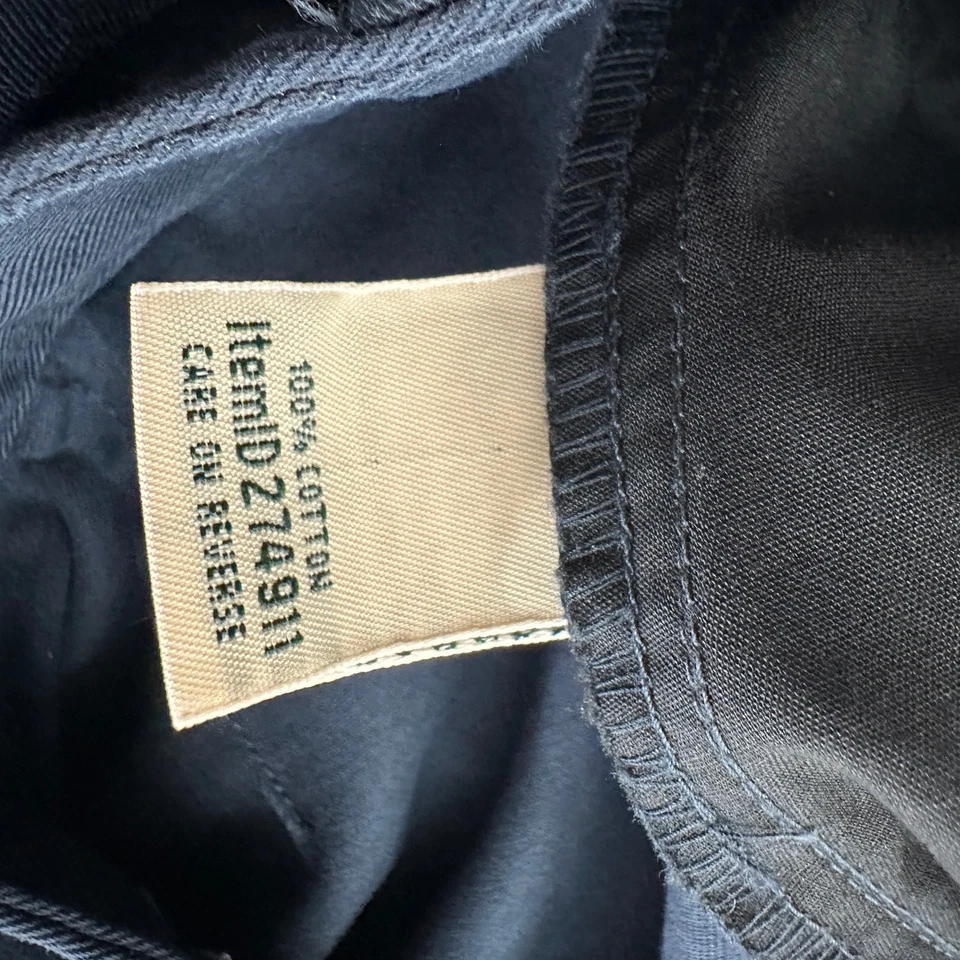 100% COTTON
ItemID 274911
CARE ON REVERSE